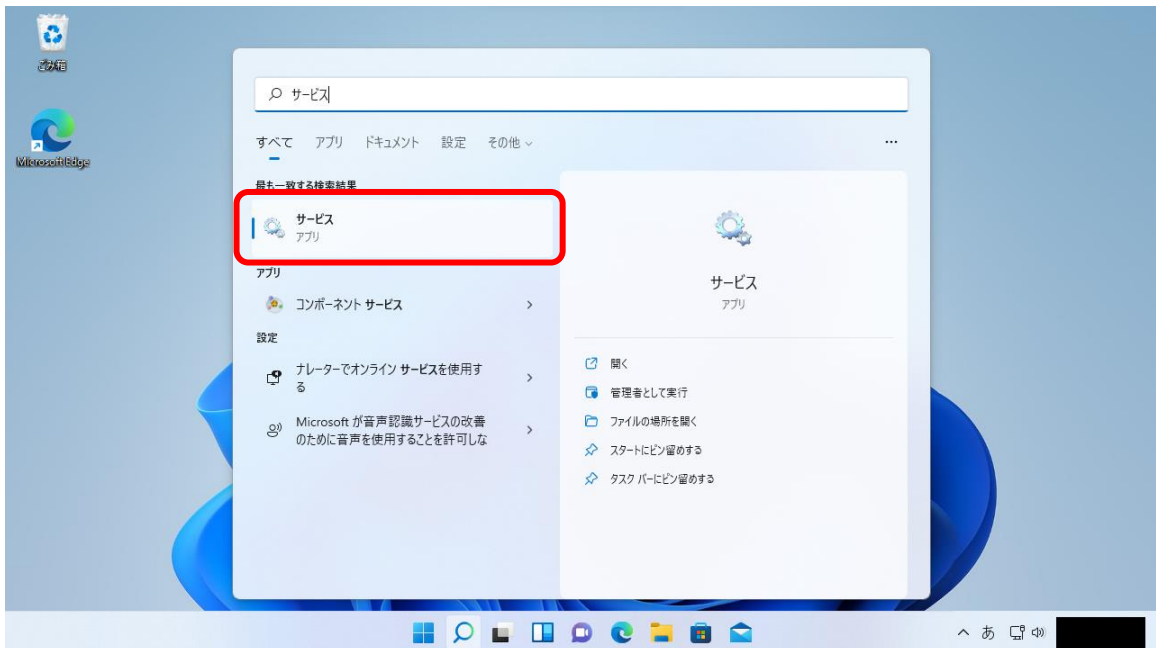 ごみ箱
Microsoft Edge
サービス
すべて アプリ ドキュメント 設定 その他
最も一致する検索結果
サービス
アプリ
アプリ
コンポーネント サービス
設定
ナレーターでオンライン サービスを使用す
る
Microsoft が音声認識サービスの改善
のために音声を使用することを許可しな
サービス
アプリ
開く
管理者として実行
ファイルの場所を開く
スタートにピン留めする
タスク バーにピン留めする
あ